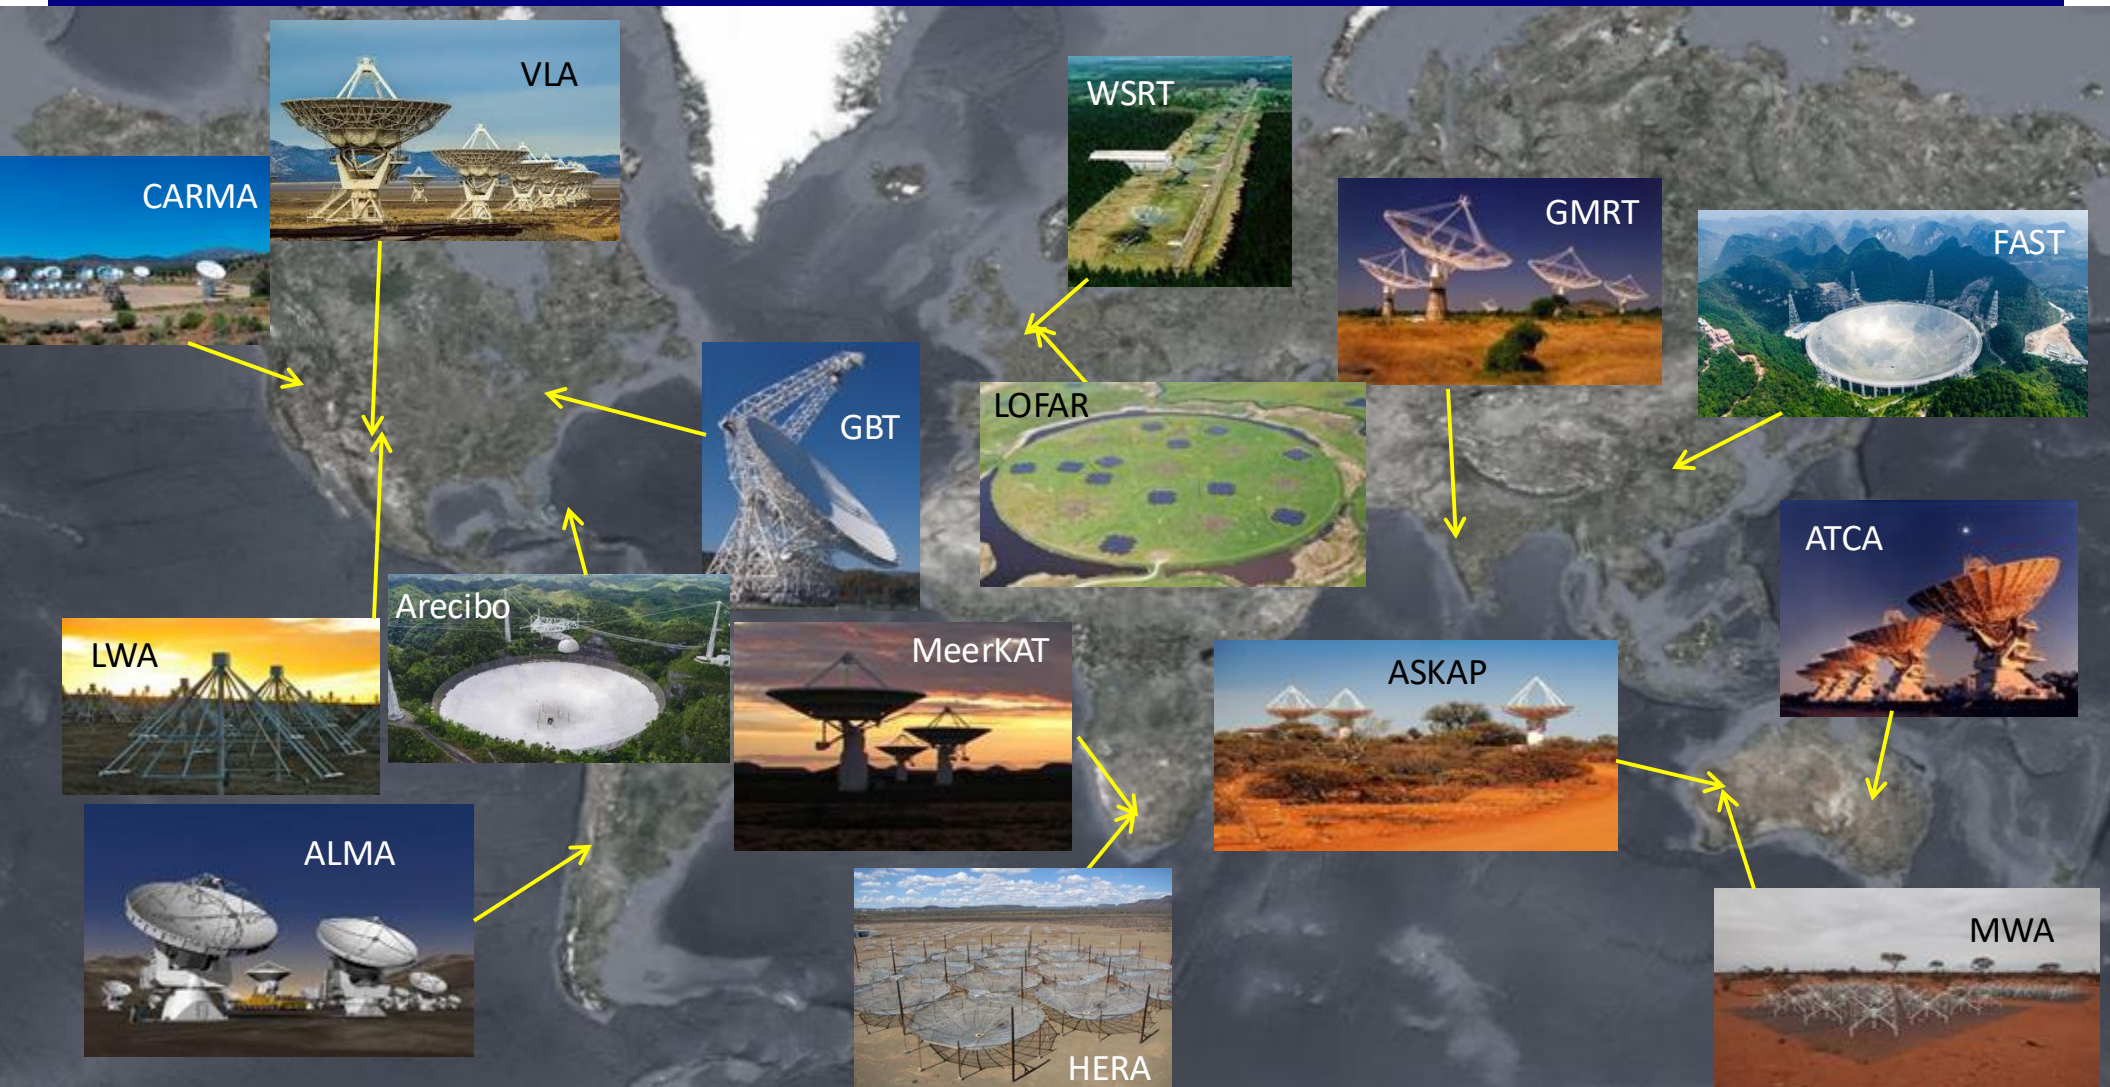 VLA
WSRT
CARMA
GMRT
FAST
LOFAR
GBT
ATCA
Arecibo
LWA
MeerKAT
ASKAP
ALMA
MWA
HERA